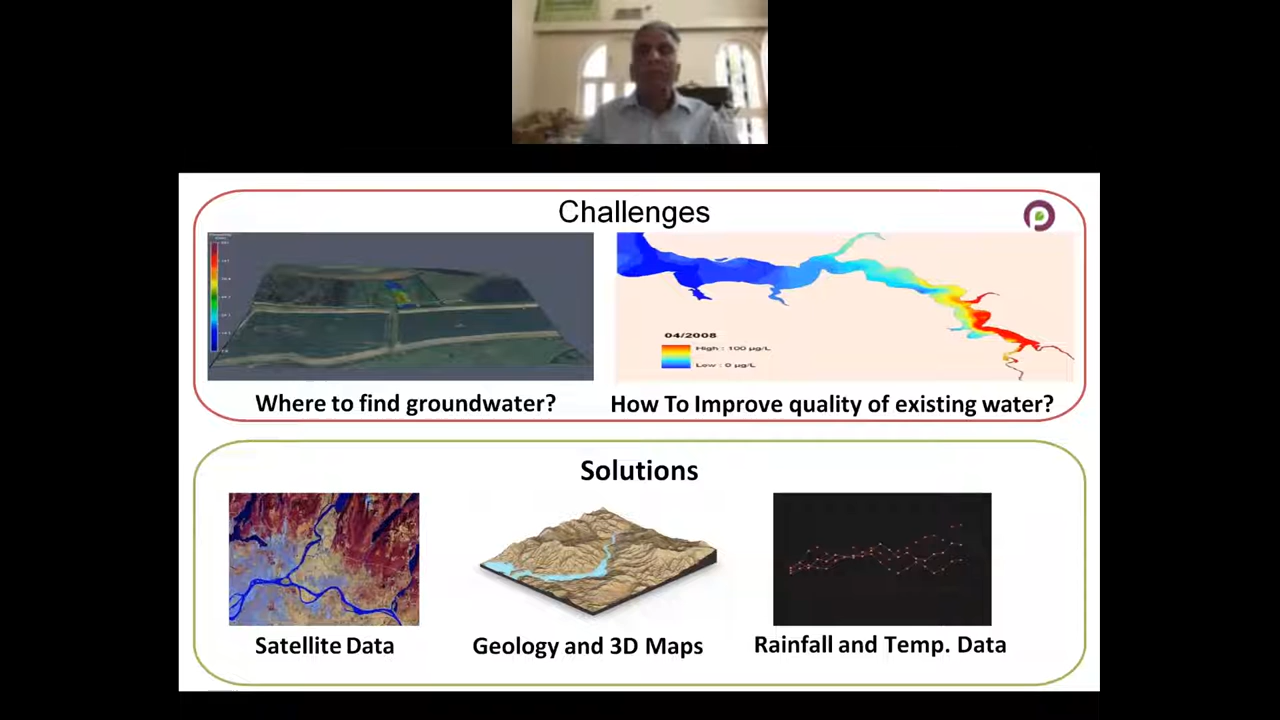 Challenges
04/2008
High : 100 µg/L
Low : 0 µg/L
Where to find groundwater?
How To Improve quality of existing water?
Solutions
Satellite Data
Geology and 3D Maps
Rainfall and Temp. Data